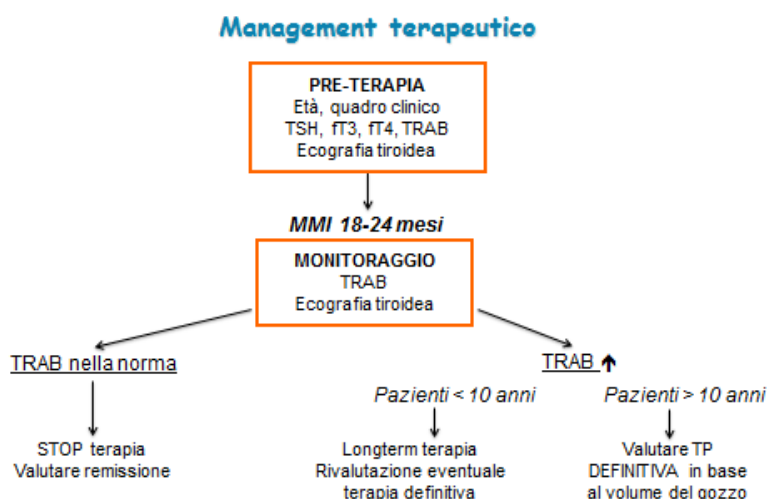 Management terapeutico
PRE-TERAPIA
Età, quadro clinico
TSH, fT3, fT4, TRAB
Ecografia tiroidea
MMI 18-24 mesi
MONITORAGGIO
TRAB
Ecografia tiroidea
TRAB nella norma
STOP terapia
Valutare remissione
TRAB ↑
Pazienti < 10 anni
Longterm terapia
Rivalutazione eventuale
terapia definitiva
Pazienti > 10 anni
Valutare TP
DEFINITIVA in base
al volume del gozzo